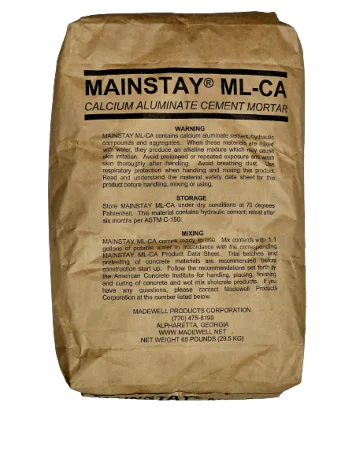 MAINSTAY® ML-CA
CALCIUM ALUMINATE CEMENT MORTAR
WARNING
MAINSTAY ML-CA contains calcium aluminate cement, hydraulic
compounds and aggregates. When these materials are mixed
with water, they produce an alkaline mixture which may cause
skin irritation. Avoid prolonged or repeated exposure and wash
skin thoroughly after handling. Avoid breathing dust. Use
respiratory protection when handling and mixing this product.
Read and understand the material safety data sheet for this
product before handling, mixing or using.
STORAGE
Store MAINSTAY ML-CA under dry conditions at 70 degrees
Fahrenheit. This material contains hydraulic cement, retest after
six months per ASTM C-150.
MIXING
MAINSTAY ML-CA comes ready to use. Mix contents with
gallons of potable water in accordance with the corresponding
MAINSTAY ML-CA Product Data Sheet. Trial batches and
pretesting of concrete materials are recommended before
construction start up. Follow the recommendations set forth by
the American Concrete Institute for handling, placing, finishing
and curing of concrete and wet mix shotcrete products. If you
have any questions, please contact Madewell Products
Corporation at the number listed below.
MADEWELL PRODUCTS CORPORATION
(770) 475-8199
ALPHARETTA, GEORGIA
WWW.MADEWELL.NET
NET WEIGHT 65 POUNDS (29.5 KG)